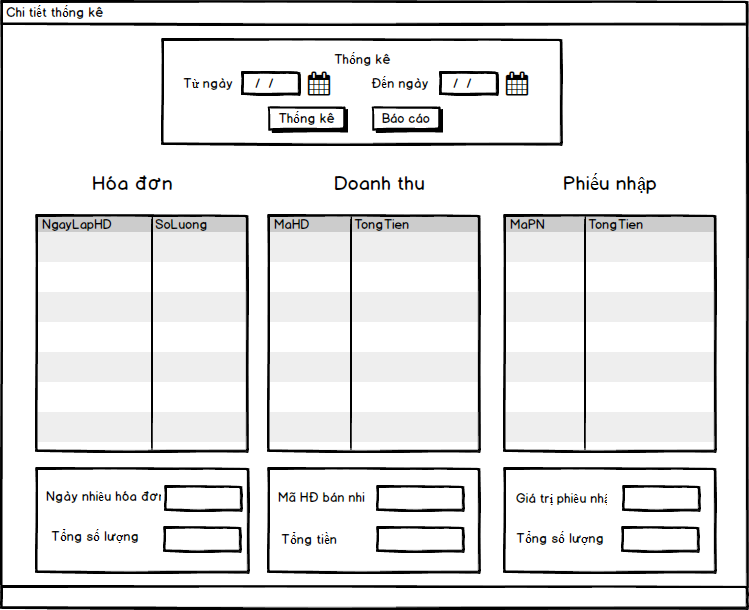 Chi tiết thống kê
Thống kê
Từ ngày / / Đến ngày / /
Thống kê Báo cáo
Hóa đơn Doanh thu Phiếu nhập
NgayLapHD SoLuong MaHD TongTien MaPN TongTien
Ngày nhiều hóa đơn Mã HĐ bán nhi Giá trị phiếu nhậ
Tổng số lượng Tổng tiền Tổng số lượng